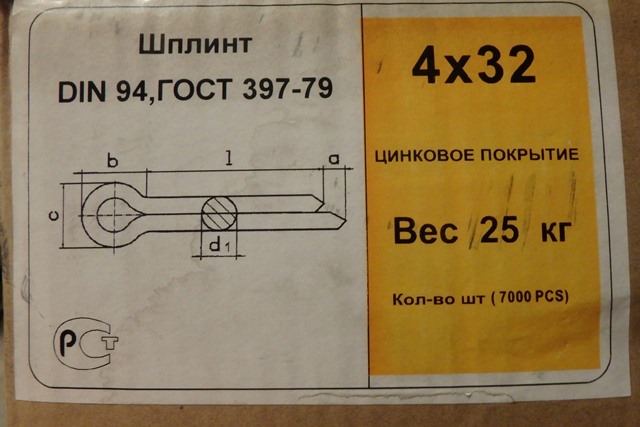 Шплинт
DIN 94,ГОСТ 397-79
b l a
c
d1
РСТ
4x32
ЦИНКОВОЕ ПОКРЫТИЕ
Вес 25 кг
Кол-во шт ( 7000 PCS)